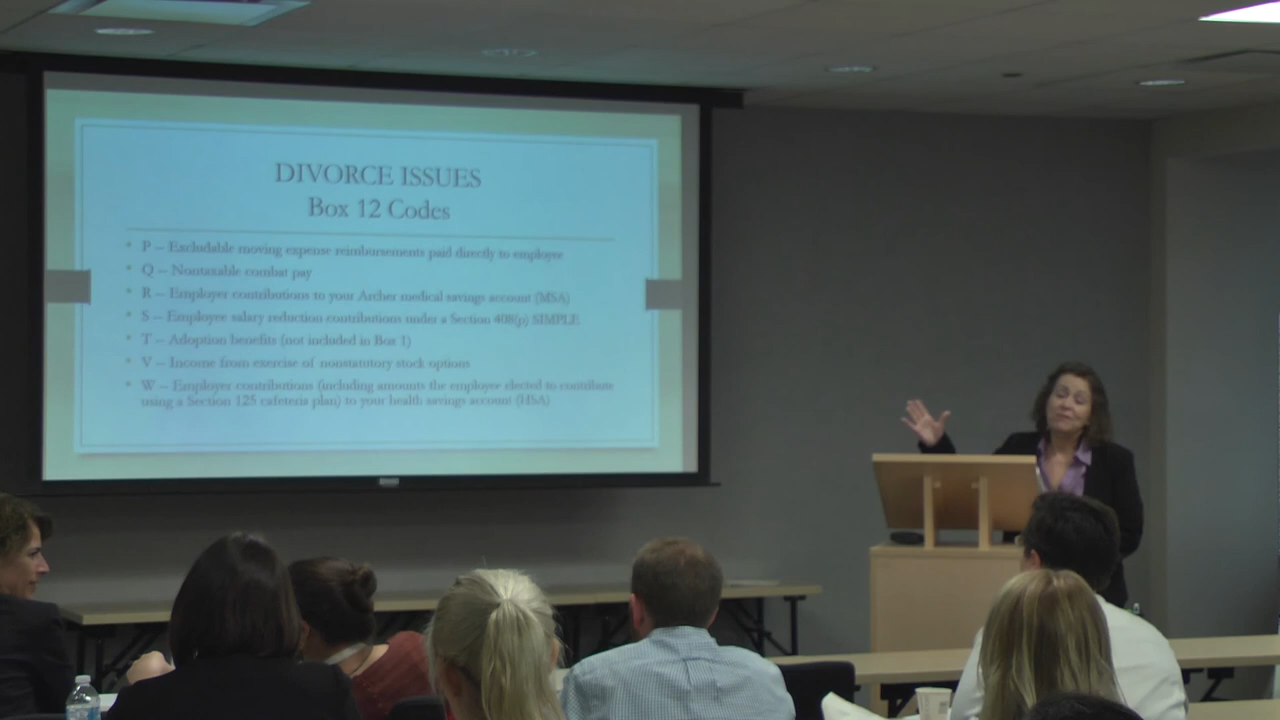 DIVORCE ISSUES
Box 12 Codes
• P – Excludable moving expense reimbursements paid directly to employee
• Q – Nontaxable combat pay
• R – Employer contributions to your Archer medical savings account (MSA)
• S – Employee salary reduction contributions under a Section 408(p) SIMPLE
• T – Adoption benefits (not included in Box 1)
• V – Income from exercise of nonstatutory stock options
• W – Employer contributions (including amounts the employee elected to contribute
using a Section 125 cafeteria plan) to your health savings account (HSA)